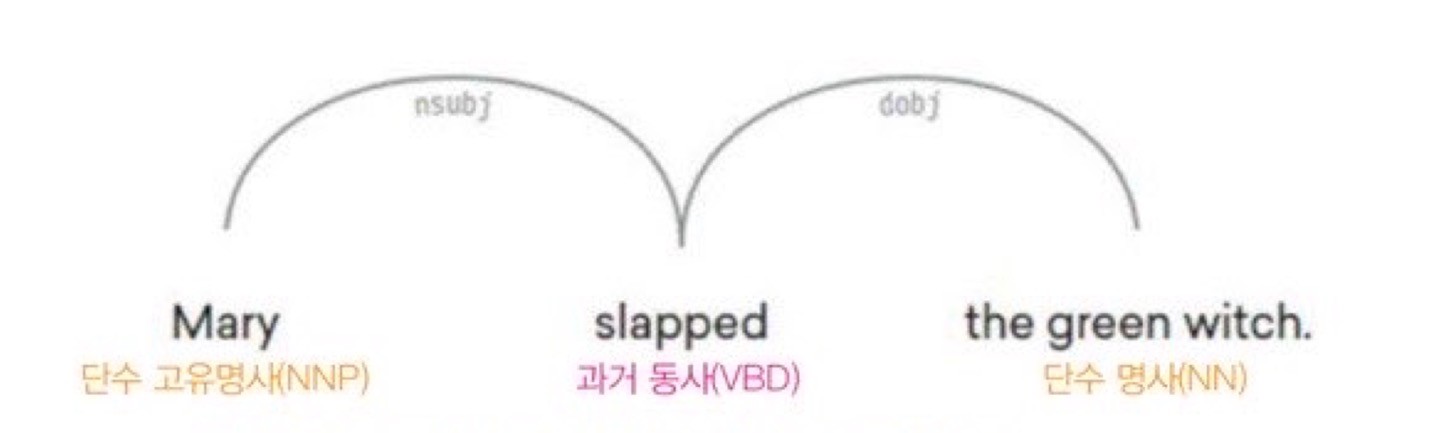 nsubj dobj
Mary slapped the green witch.
단수 고유명사(NNP) 과거 동사(VBD) 단수 명사(NN)